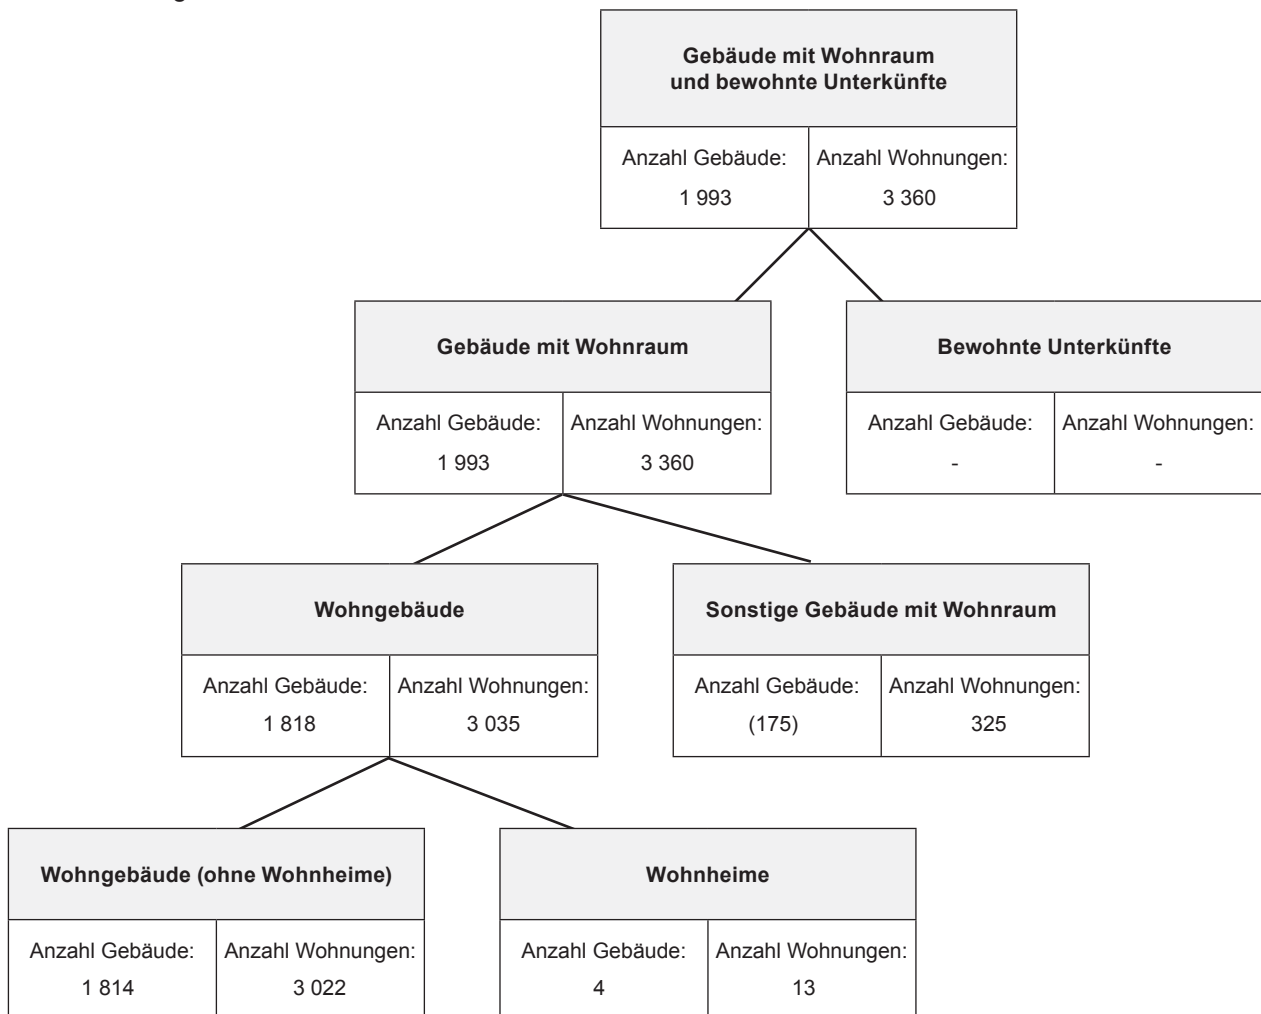 Gebäude mit Wohnraum
und bewohnte Unterkünfte
Anzahl Gebäude: Anzahl Wohnungen:
1 993 3 360
Gebäude mit Wohnraum Bewohnte Unterkünfte
Anzahl Gebäude: Anzahl Wohnungen: Anzahl Gebäude: Anzahl Wohnungen:
1 993 3 360 - -
Wohngebäude Sonstige Gebäude mit Wohnraum
Anzahl Gebäude: Anzahl Wohnungen: Anzahl Gebäude: Anzahl Wohnungen:
1 818 3 035 (175) 325
Wohngebäude (ohne Wohnheime) Wohnheime
Anzahl Gebäude: Anzahl Wohnungen: Anzahl Gebäude: Anzahl Wohnungen:
1 814 3 022 4 13